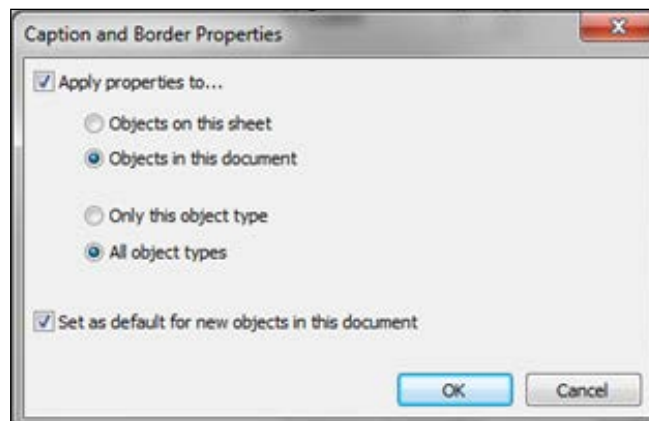 Caption and Border Properties
Apply properties to...
Objects on this sheet
Objects in this document
Only this object type
All object types
Set as default for new objects in this document
OK
Cancel